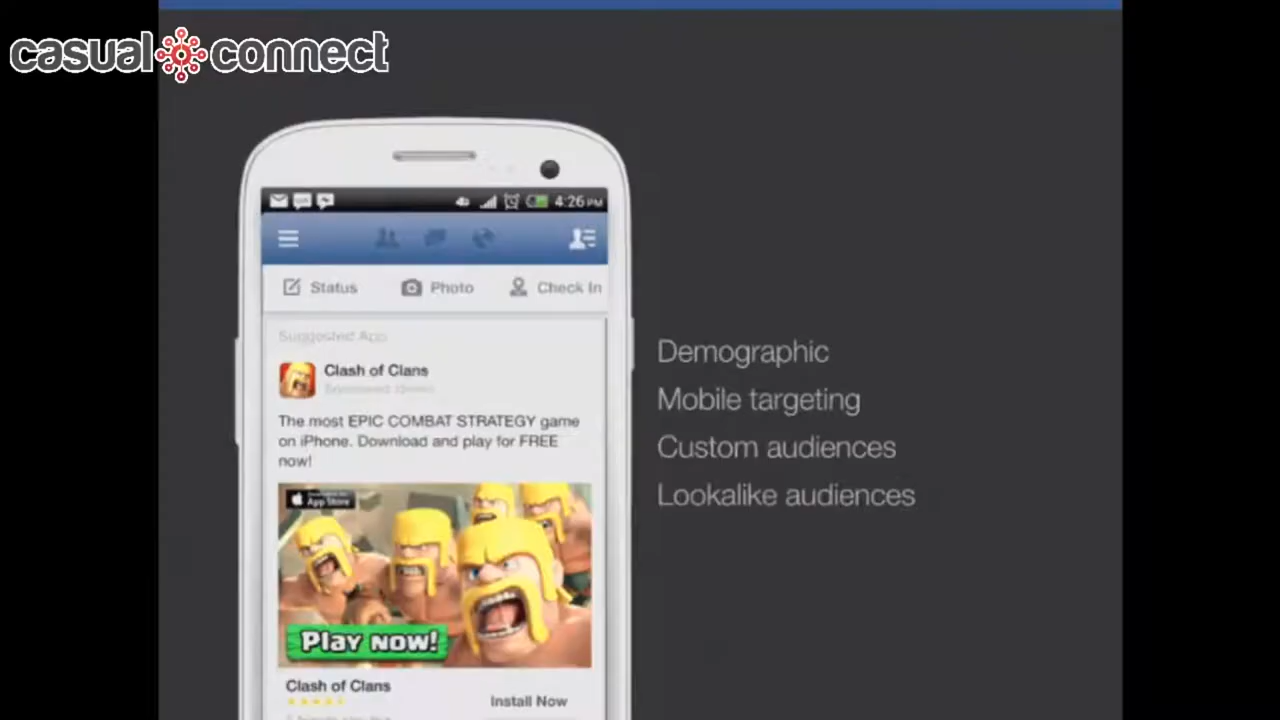 casual connect
4:26 PM
Status Photo Check In
Suggested App
Clash of Clans
The most EPIC COMBAT STRATEGY game
on iPhone. Download and play for FREE
now!
App Store
PLAY NOW!
Clash of Clans
Install Now
Demographic
Mobile targeting
Custom audiences
Lookalike audiences